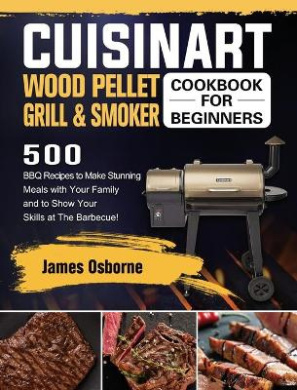 CUISINART
WOOD PELLET
GRILL & SMOKER
COOKBOOK
FOR
BEGINNERS
500
BBQ Recipes to Make Stunning
Meals with Your Family
and to Show Your
Skills at The Barbecue!
James Osborne